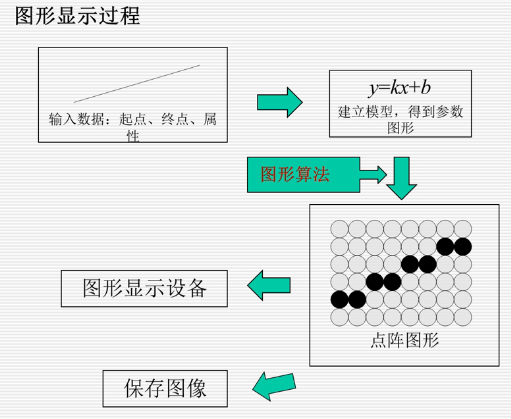 图形显示过程
输入数据：起点、终点、属
性
y=kx+b
建立模型，得到参数
图形
图形算法
点阵图形
图形显示设备
保存图像